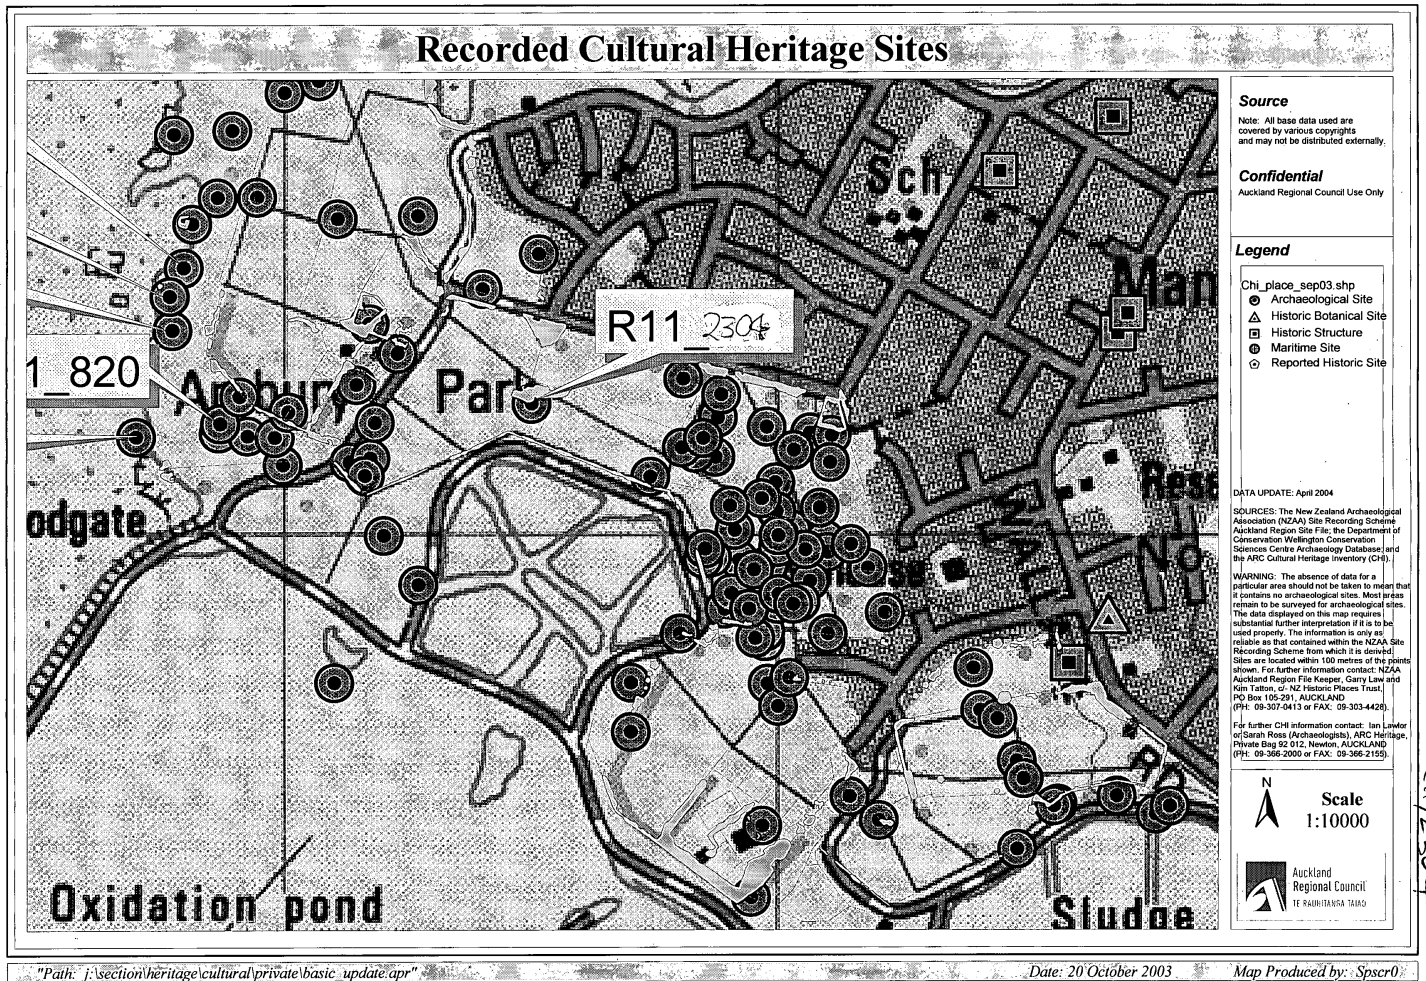 Recorded Cultural Heritage Sites
Source
Note: All base data used are
covered by various copyrights
and may not be distributed externally.
Confidential
Auckland Regional Council Use Only
Legend
Chi_place_sep03.shp
Archaeological Site
Historic Botanical Site
Historic Structure
Maritime Site
Reported Historic Site
DATA UPDATE: April 2004
SOURCES: The New Zealand Archaeological
Association (NZAA) Site Recording Scheme
Auckland Region Site File; the Department of
Conservation Wellington Conservation
Sciences Centre Archaeology Database; and
the ARC Cultural Heritage Inventory (CHI).
WARNING: The absence of data for a
particular area should not be taken to mean that
it contains no archaeological sites. Most areas
remain to be surveyed for archaeological sites.
The data displayed on this map requires
substantial further interpretation if it is to be
used properly. The information is only as
reliable as that contained within the NZAA Site
Recording Scheme from which it is derived.
Sites are located within 100 metres of the points
shown. For further information contact: NZAA
Auckland Region File Keeper, Garry Law and
Kim Tatton, c/- NZ Historic Places Trust,
PO Box 105-291, AUCKLAND
(PH: 09-307-0413 or FAX: 09-303-4428).
For further CHI information contact: Ian Lawlor
or Sarah Ross (Archaeologists), ARC Heritage,
Private Bag 92 012, Newton, AUCKLAND
(PH: 09-366-2000 or FAX: 09-366-2155).
N
Scale
1:10000
Auckland
Regional Council
TE RAUHITANGA TAIAO
Sch
Man
R11_2304
1_820
Ambury Park
odgate
Rese
No
Oxidation pond
Sludge
"Path: j:\section\heritage\cultural\private\basic_update.apr"
Date: 20 October 2003
Map Produced by: Spscr0